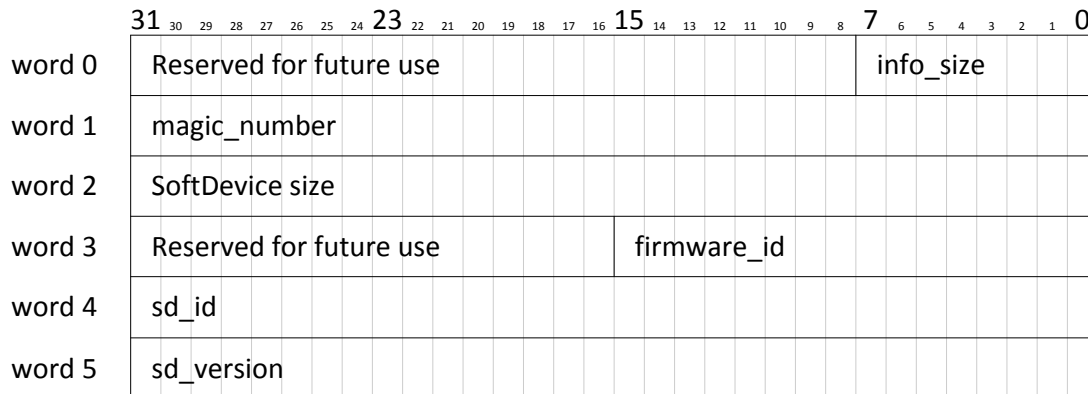 31 30 29 28 27 26 25 24 23 22 21 20 19 18 17 16 15 14 13 12 11 10 9 8 7 6 5 4 3 2 1 0
word 0 Reserved for future use info_size
word 1 magic_number
word 2 SoftDevice size
word 3 Reserved for future use firmware_id
word 4 sd_id
word 5 sd_version